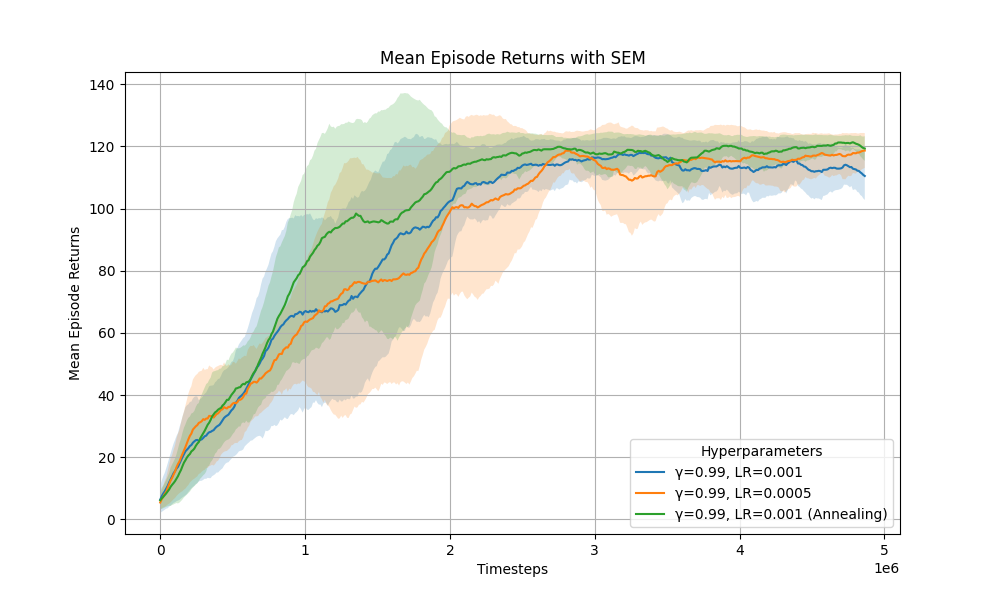 Mean Episode Returns with SEM
Mean Episode Returns
140
120
100
80
60
40
20
0
0 1 2 3 4 5
1e6
Timesteps
Hyperparameters
γ=0.99, LR=0.001
γ=0.99, LR=0.0005
γ=0.99, LR=0.001 (Annealing)